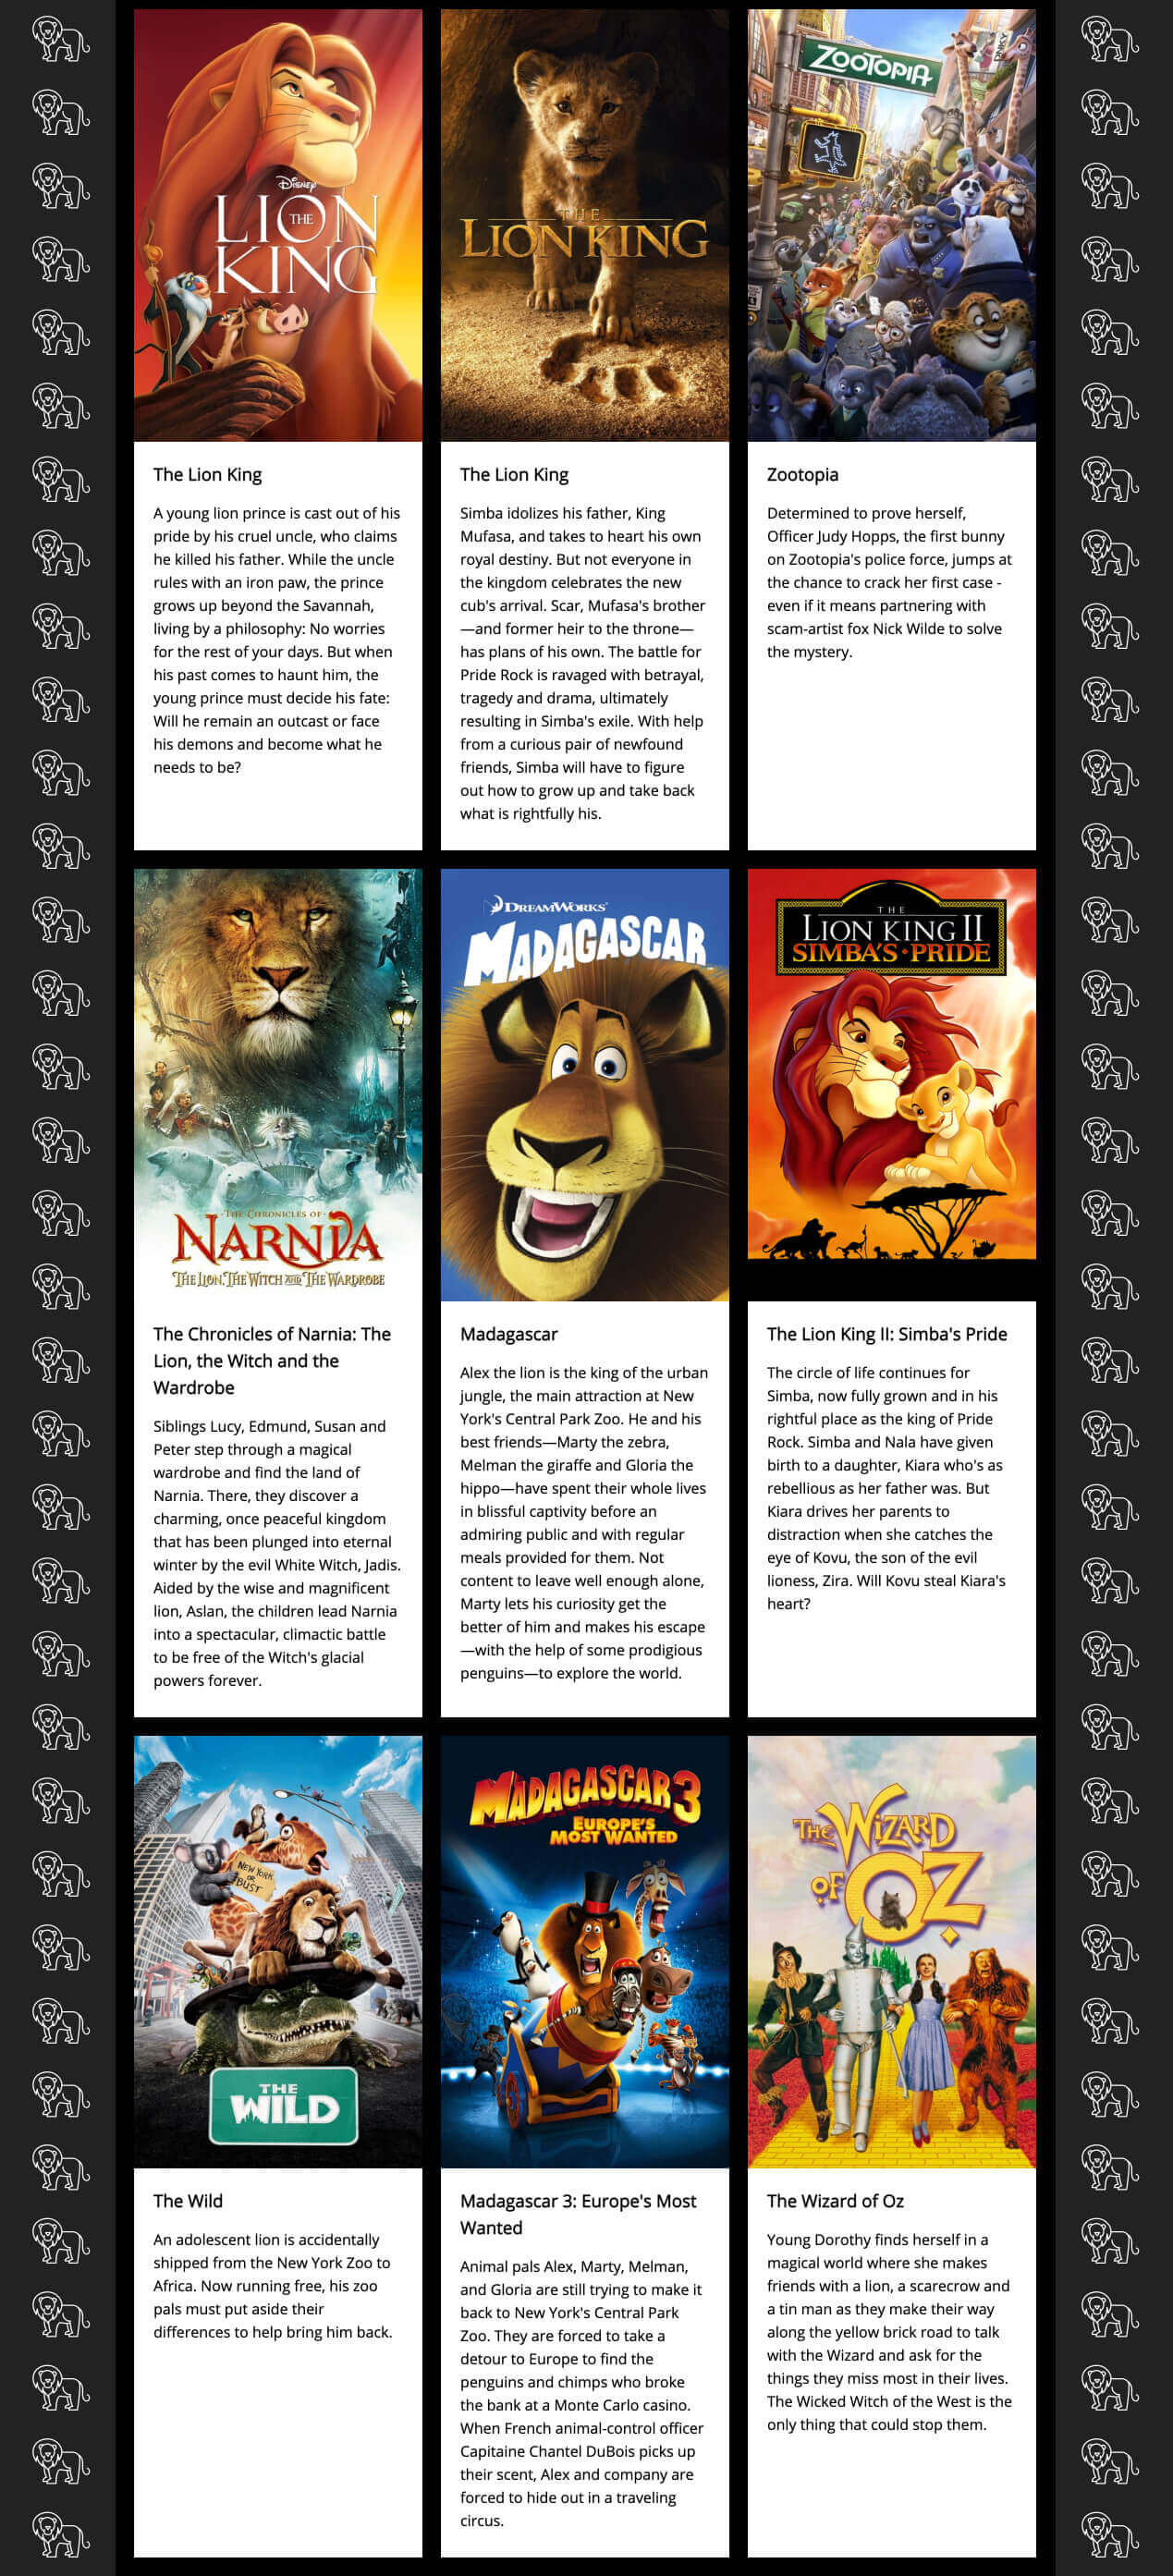 DISNEY
THE
LION
KING
The Lion King
A young lion prince is cast out of his
pride by his cruel uncle, who claims
he killed his father. While the uncle
rules with an iron paw, the prince
grows up beyond the Savannah,
living by a philosophy: No worries
for the rest of your days. But when
his past comes to haunt him, the
young prince must decide his fate:
Will he remain an outcast or face
his demons and become what he
needs to be?
THE
LION KING
The Lion King
Simba idolizes his father, King
Mufasa, and takes to heart his own
royal destiny. But not everyone in
the kingdom celebrates the new
cub's arrival. Scar, Mufasa's brother
—and former heir to the throne—
has plans of his own. The battle for
Pride Rock is ravaged with betrayal,
tragedy and drama, ultimately
resulting in Simba's exile. With help
from a curious pair of newfound
friends, Simba will have to figure
out how to grow up and take back
what is rightfully his.
ZOOTOPIA
Zootopia
Determined to prove herself,
Officer Judy Hopps, the first bunny
on Zootopia's police force, jumps at
the chance to crack her first case -
even if it means partnering with
scam-artist fox Nick Wilde to solve
the mystery.
THE CHRONICLES OF
NARNIA
THE LION, THE WITCH AND THE WARDROBE
The Chronicles of Narnia: The
Lion, the Witch and the
Wardrobe
Siblings Lucy, Edmund, Susan and
Peter step through a magical
wardrobe and find the land of
Narnia. There, they discover a
charming, once peaceful kingdom
that has been plunged into eternal
winter by the evil White Witch, Jadis.
Aided by the wise and magnificent
lion, Aslan, the children lead Narnia
into a spectacular, climactic battle
to be free of the Witch's glacial
powers forever.
DREAMWORKS
MADAGASCAR
Madagascar
Alex the lion is the king of the urban
jungle, the main attraction at New
York's Central Park Zoo. He and his
best friends—Marty the zebra,
Melman the giraffe and Gloria the
hippo—have spent their whole lives
in blissful captivity before an
admiring public and with regular
meals provided for them. Not
content to leave well enough alone,
Marty lets his curiosity get the
better of him and makes his escape
—with the help of some prodigious
penguins—to explore the world.
THE
LION KING II
SIMBA'S·PRIDE
The Lion King II: Simba's Pride
The circle of life continues for
Simba, now fully grown and in his
rightful place as the king of Pride
Rock. Simba and Nala have given
birth to a daughter, Kiara who's as
rebellious as her father was. But
Kiara drives her parents to
distraction when she catches the
eye of Kovu, the son of the evil
lioness, Zira. Will Kovu steal Kiara's
heart?
NEW YORK
OR
BUST
THE
WILD
The Wild
An adolescent lion is accidentally
shipped from the New York Zoo to
Africa. Now running free, his zoo
pals must put aside their
differences to help bring him back.
MADAGASCAR 3
EUROPE'S
MOST WANTED
Madagascar 3: Europe's Most
Wanted
Animal pals Alex, Marty, Melman,
and Gloria are still trying to make it
back to New York's Central Park
Zoo. They are forced to take a
detour to Europe to find the
penguins and chimps who broke
the bank at a Monte Carlo casino.
When French animal-control officer
Capitaine Chantel DuBois picks up
their scent, Alex and company are
forced to hide out in a traveling
circus.
THE WIZARD
OF OZ
The Wizard of Oz
Young Dorothy finds herself in a
magical world where she makes
friends with a lion, a scarecrow and
a tin man as they make their way
along the yellow brick road to talk
with the Wizard and ask for the
things they miss most in their lives.
The Wicked Witch of the West is the
only thing that could stop them.